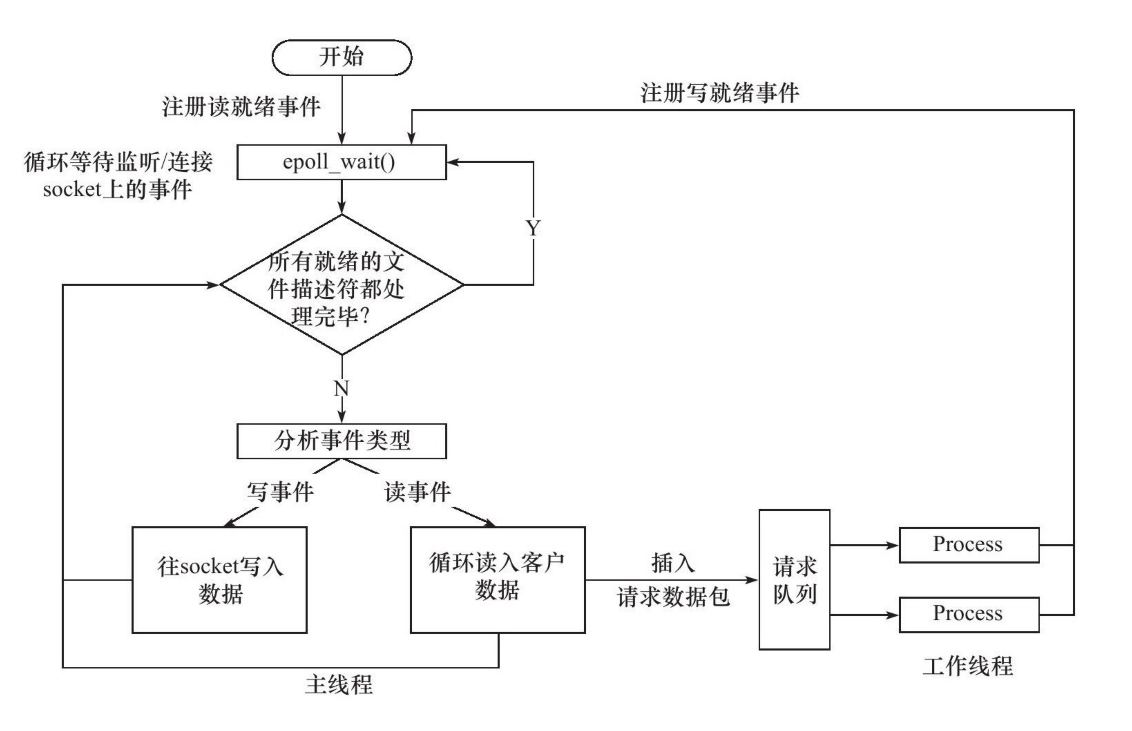 开始
注册读就绪事件
注册写就绪事件
循环等待监听/连接
socket上的事件
epoll_wait()
Y
所有就绪的文
件描述符都处
理完毕?
N
分析事件类型
写事件
读事件
往socket写入
数据
循环读入客户
数据
插入
请求数据包
请求
队列
Process
Process
工作线程
主线程